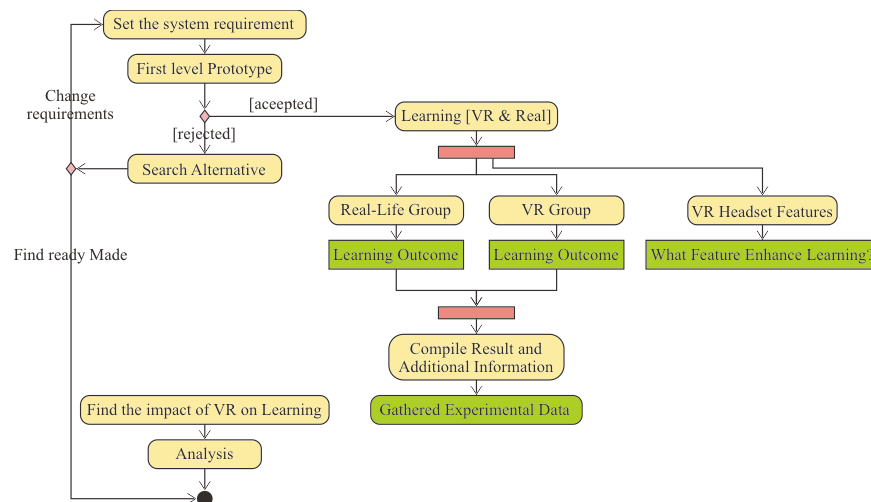 Set the system requirement
First level Prototype
Change
requirements
[aceepted]
Learning [VR & Real]
[rejected]
Search Alternative
Real-Life Group
VR Group
VR Headset Features
Find ready Made
Learning Outcome
Learning Outcome
What Feature Enhance Learning?
Compile Result and
Additional Information
Find the impact of VR on Learning
Gathered Experimental Data
Analysis